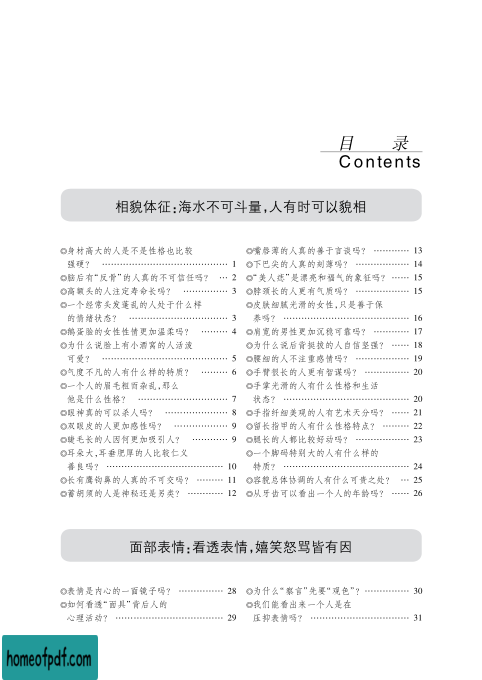 目 录
Contents
相貌体征:海水不可斗量,人有时可以貌相
◎身材高大的人是不是性格也比较
强硬? …………………………… 1
◎脑后有“反骨”的人真的不可信任吗? … 2
◎高颧头的人注定寿命长吗? ………… 3
◎一个经常头发蓬乱的人处于什么样
的情绪状态? ……………………… 3
◎鹅蛋脸的女性性情更加温柔吗? ……… 4
◎为什么说脸上有小酒窝的人活泼
可爱? …………………………… 5
◎气度不凡的人有什么样的特质? ……… 6
◎一个人的眉毛粗而杂乱,那么
他是什么性格? …………………… 7
◎眼神真的可以杀人吗? ……………… 8
◎双眼皮的人更加感性吗? …………… 9
◎睫毛长的人因何更加吸引人? ……… 9
◎耳朵大,耳垂肥厚的人比较仁义
善良吗? ………………………… 10
◎长有鹰钩鼻的人真的不可交吗? ……… 11
◎蓄胡须的人是神秘还是另类? ………… 12
◎嘴唇薄的人真的善于言谈吗? ………… 13
◎下巴尖的人真的刻薄吗? …………… 14
◎“美人痣”是漂亮和福气的象征吗? …… 15
◎脖颈长的人更有气质吗? …………… 15
◎皮肤细腻光滑的女性,只是善于保
养吗? …………………………… 16
◎肩宽的男性更加沉稳可靠吗? ………… 17
◎为什么说后背挺拔的人自信坚强? …… 18
◎腰细的人不注重感情吗? …………… 19
◎手臂很长的人更有智谋吗? ………… 20
◎手掌光滑的人有什么性格和生活
状态? …………………………… 20
◎手指纤细美观的人有艺术天分吗? …… 21
◎留长指甲的人有什么性格特点? ……… 22
◎腿长的人都比较好动吗? …………… 23
◎一个脚码特别大的人有什么样的
特质? …………………………… 24
◎容貌总体协调的人有什么可贵之处? … 25
◎从牙齿可以看出一个人的年龄吗? …… 26
面部表情:看透表情,嬉笑怒骂皆有因
◎表情是内心的一面镜子吗? ………… 28
◎如何看透“面具”背后人的
心理活动? ……………………… 29
◎为什么“察言”先要“观色”? ………… 30
◎我们能看出来一个人是在
压抑表情吗? …………………… 31
homeofpdf.com